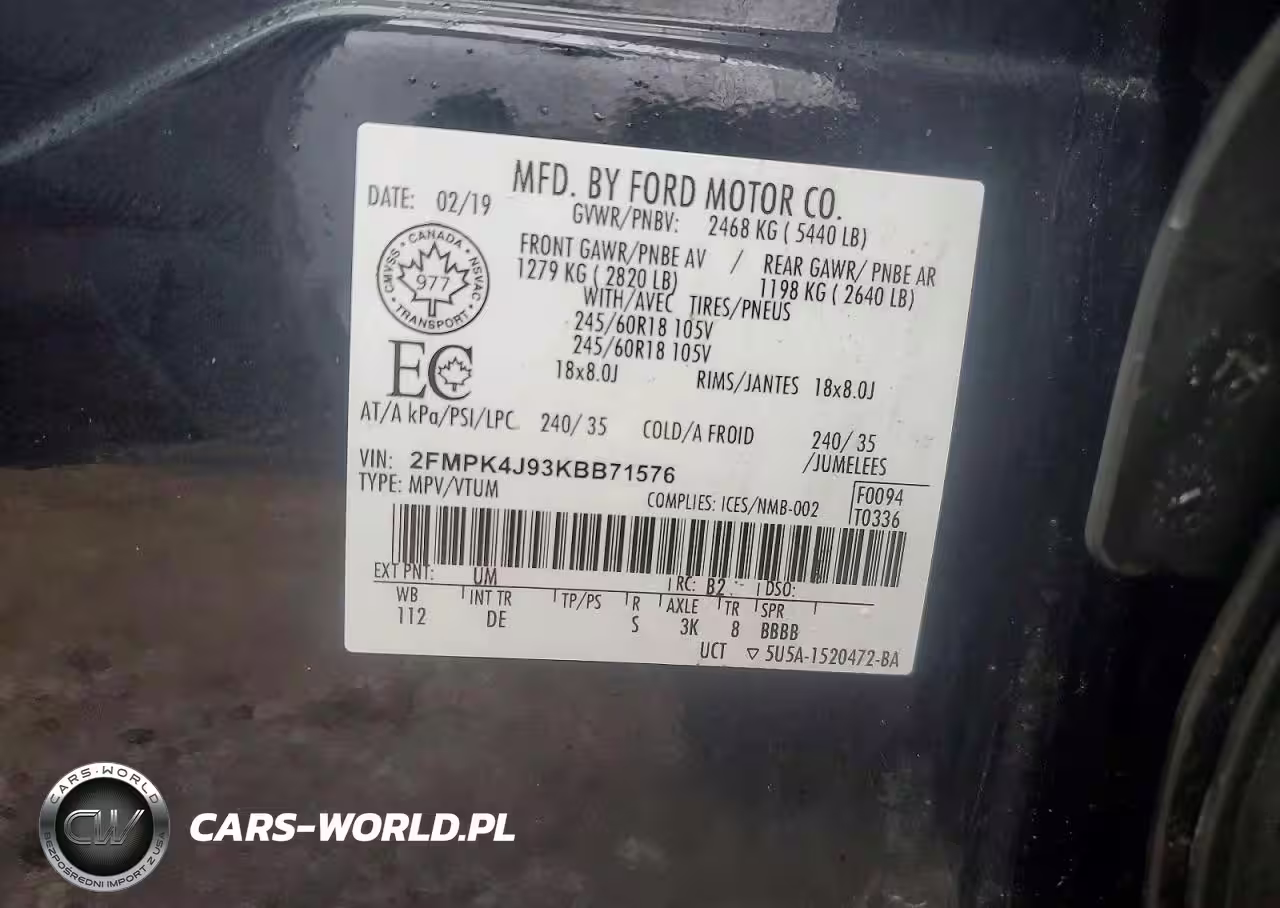 MFD. BY FORD MOTOR CO.
DATE: 02/19
GVWR/PNBV: 2468 KG ( 5440 LB)
FRONT GAWR/PNBE AV / REAR GAWR/ PNBE AR
1279 KG ( 2820 LB) 1198 KG ( 2640 LB)
WITH/AVEC TIRES/PNEUS
245/60R18 105V
245/60R18 105V
18x8.0J RIMS/JANTES 18x8.0J
CANADA
CMVSS NSVAC
977
TRANSPORT
EC
AT/A kPa/PSI/LPC 240/ 35 COLD/A FROID 240/ 35
/JUMELEES
VIN: 2FMPK4J93KBB71576
TYPE: MPV/VTUM
COMPLIES: ICES/NMB-002
F0094
T0336
EXT PNT: UM RC: B2 DSO:
WB INT TR TP/PS R AXLE TR SPR
112 DE S 3K 8 BBBB
UCT ▽ 5U5A-1520472-BA
CARS-WORLD
CW
BEZPOŚREDNI IMPORT Z USA
CARS-WORLD.PL